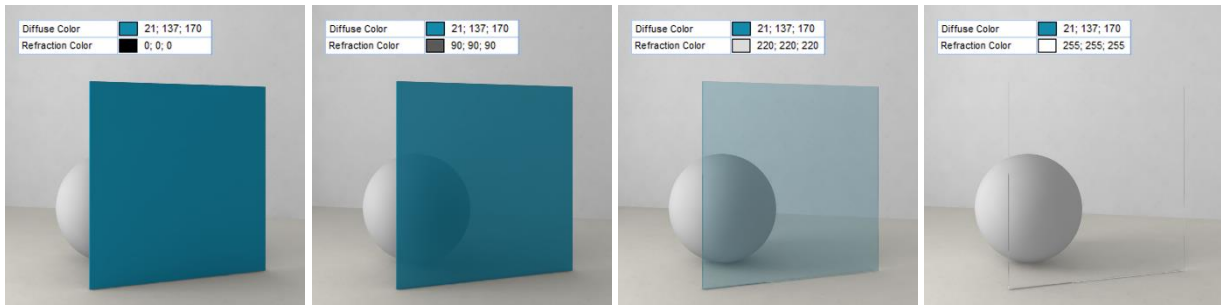 Diffuse Color 21; 137; 170
Refraction Color 0; 0; 0
Diffuse Color 21; 137; 170
Refraction Color 90; 90; 90
Diffuse Color 21; 137; 170
Refraction Color 220; 220; 220
Diffuse Color 21; 137; 170
Refraction Color 255; 255; 255